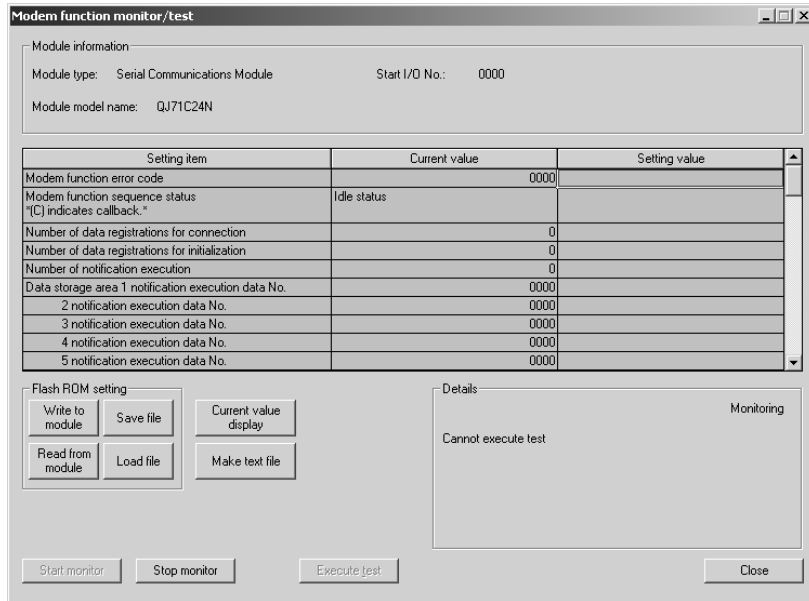 Modem function monitor/test
Module information
Module type: Serial Communications Module Start I/O No.: 0000
Module model name: QJ71C24N
Setting item Current value Setting value
Modem function error code 0000
Modem function sequence status Idle status
*(C) indicates callback.*
Number of data registrations for connection 0
Number of data registrations for initialization 0
Number of notification execution 0
Data storage area 1 notification execution data No. 0000
2 notification execution data No. 0000
3 notification execution data No. 0000
4 notification execution data No. 0000
5 notification execution data No. 0000
Flash ROM setting
Write to
module
Save file
Current value
display
Read from
module
Load file
Make text file
Details
Monitoring
Cannot execute test
Start monitor Stop monitor Execute test Close